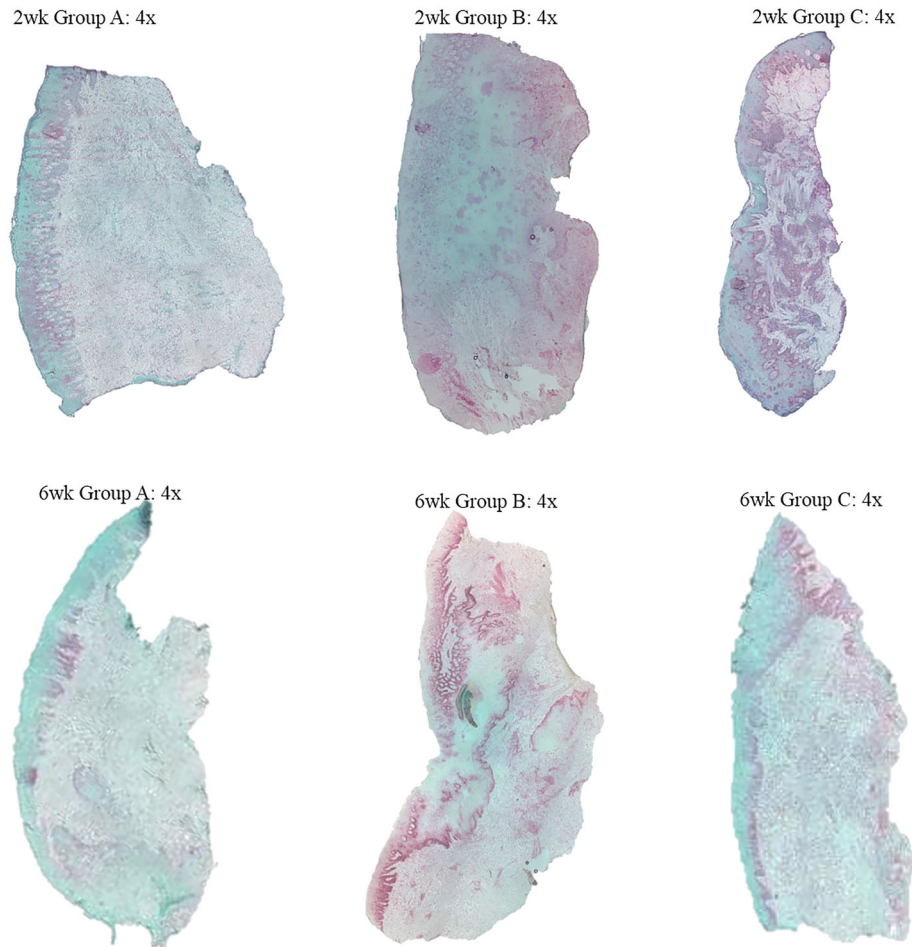 2wk Group A: 4x
2wk Group B: 4x
2wk Group C: 4x
6wk Group A: 4x
6wk Group B: 4x
6wk Group C: 4x